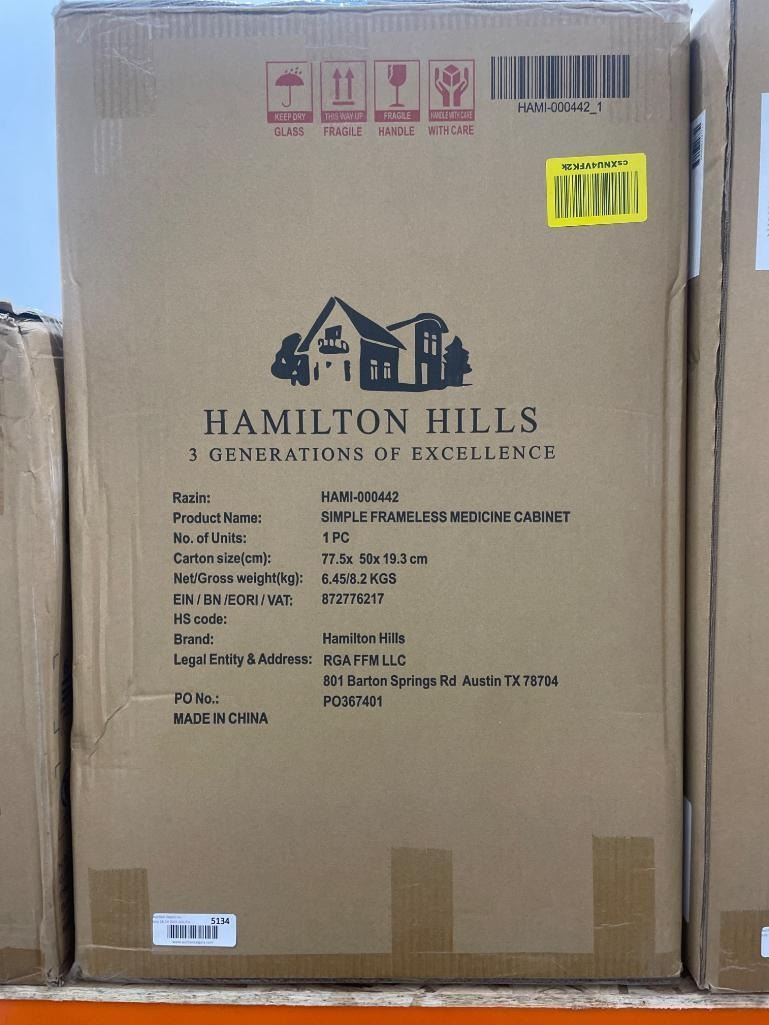 KEEP DRY
THIS WAY UP
FRAGILE
HANDLE WITH CARE
GLASS FRAGILE HANDLE WITH CARE
HAMI-000442_1
csXNU4VFK2k
HAMILTON HILLS
3 GENERATIONS OF EXCELLENCE
Razin: HAMI-000442
Product Name: SIMPLE FRAMELESS MEDICINE CABINET
No. of Units: 1 PC
Carton size(cm): 77.5x 50x 19.3 cm
Net/Gross weight(kg): 6.45/8.2 KGS
EIN / BN /EORI / VAT: 872776217
HS code:
Brand: Hamilton Hills
Legal Entity & Address: RGA FFM LLC
801 Barton Springs Rd Austin TX 78704
PO No.: PO367401
MADE IN CHINA
5134